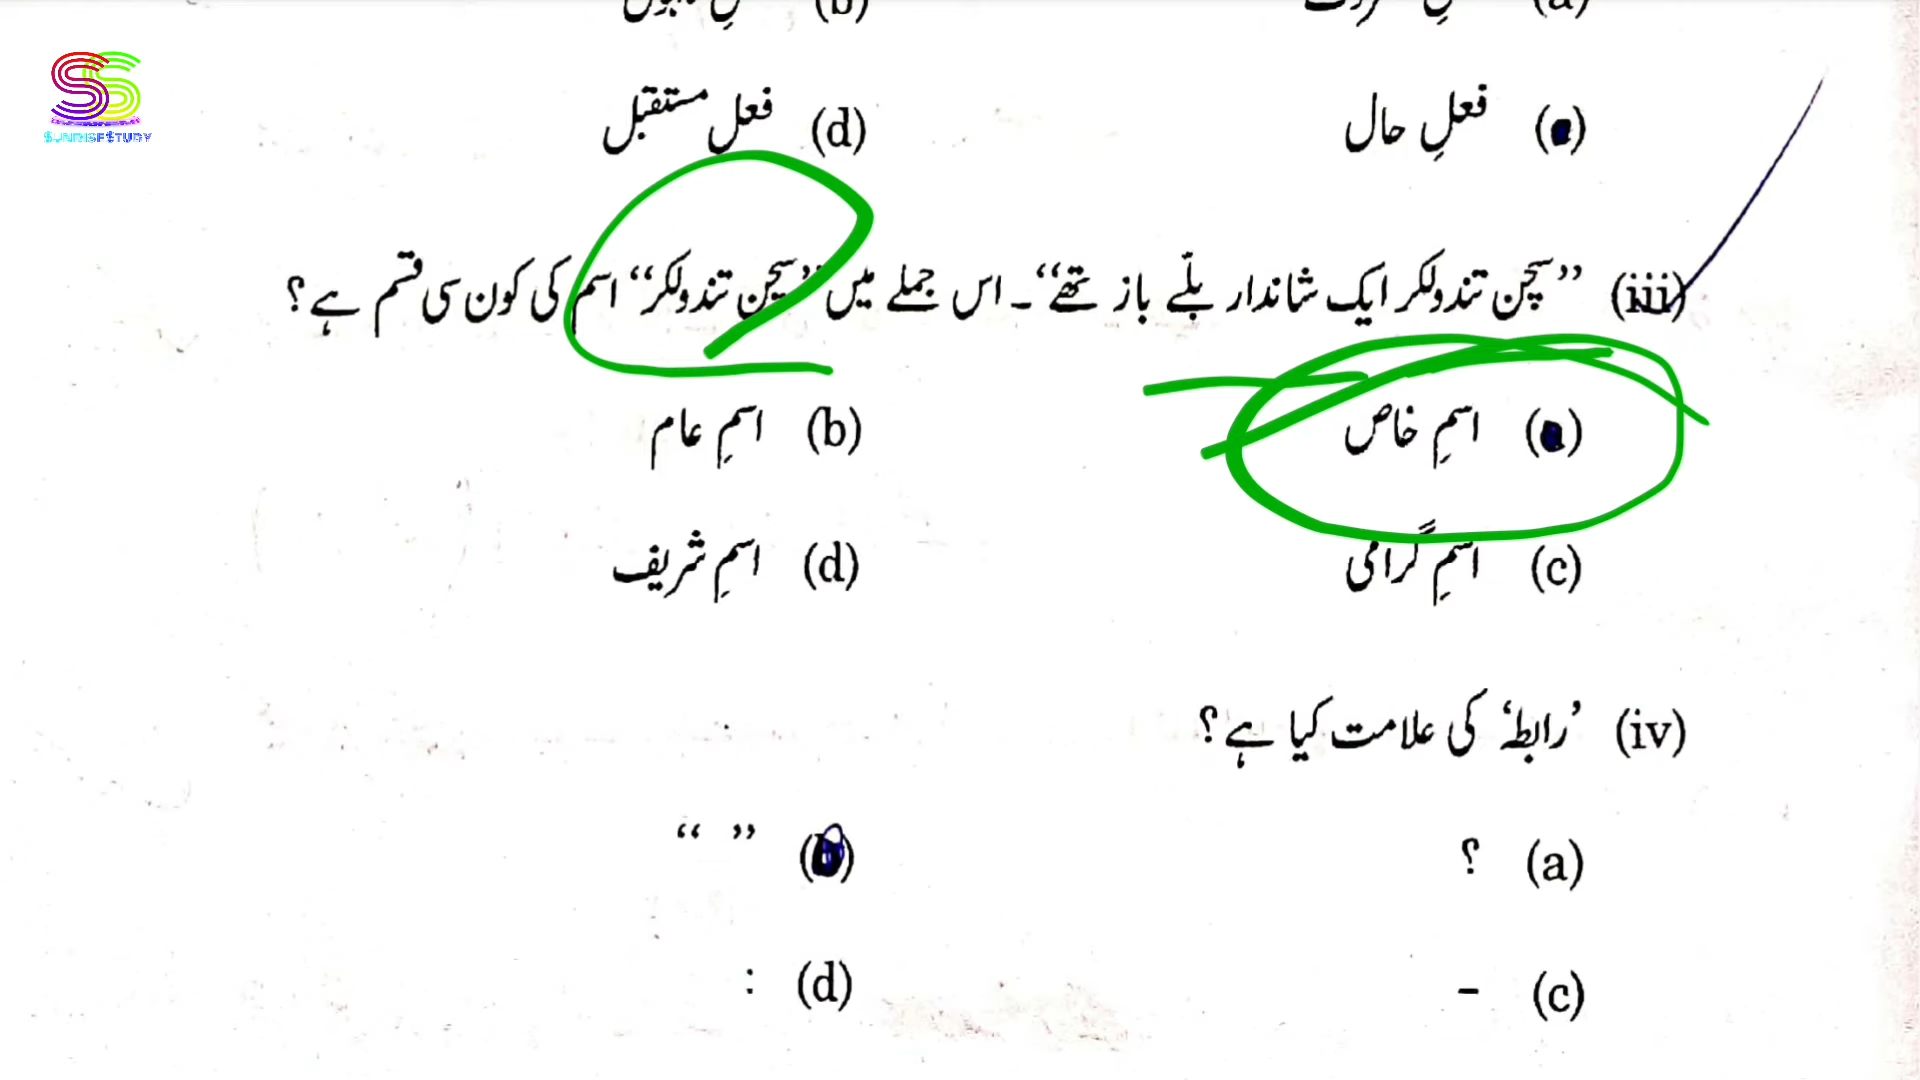 SUNRISESTUDY
(c) فعلِ حال (d) فعل مستقبل
(iii) ”سچن تندولکر ایک شاندار بلّے باز تھے“۔ اس جملے میں ”سچن تندولکر“ اسم کی کون سی قسم ہے؟
(a) اسمِ خاص (b) اسمِ عام
(c) اسمِ گرامی (d) اسمِ شریف
(iv) ’رابطہ‘ کی علامت کیا ہے؟
(a) ؟ (b) ” “
(c) – (d) :